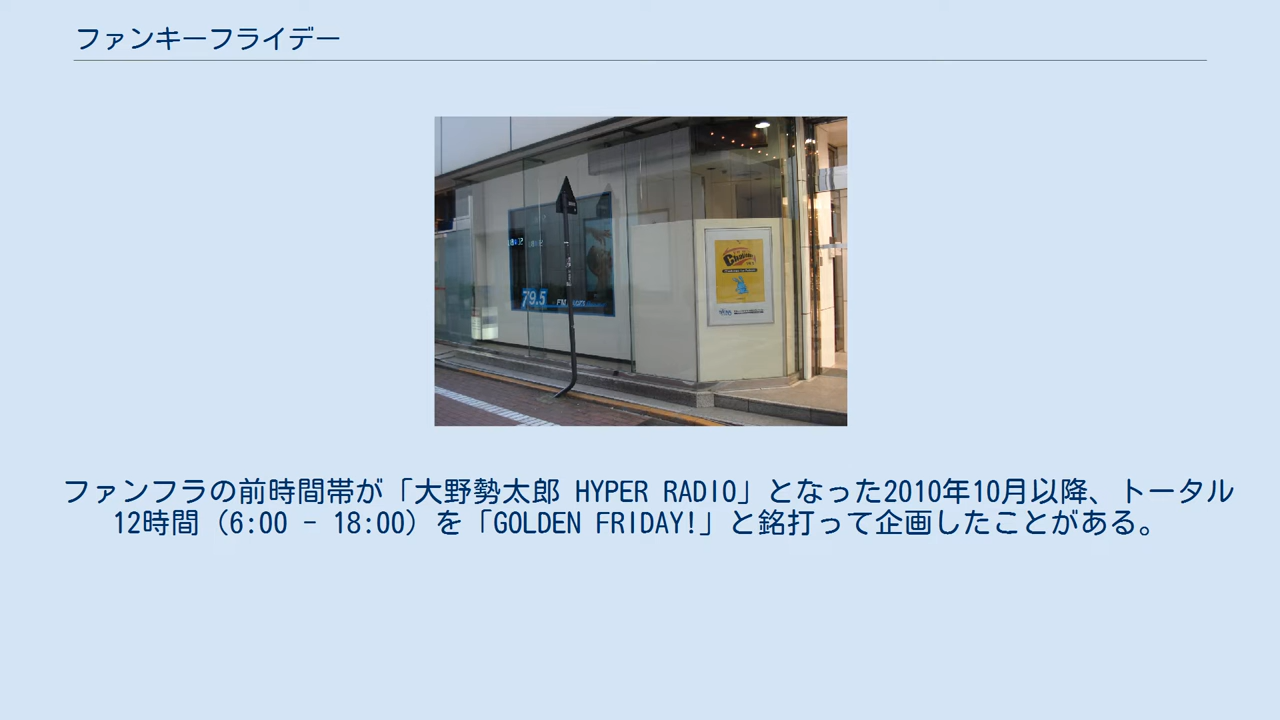 ファンキーフライデー
79.5
ファンフラの前時間帯が「大野勢太郎 HYPER RADIO」となった2010年10月以降、トータル
12時間（6:00 - 18:00）を「GOLDEN FRIDAY!」と銘打って企画したことがある。